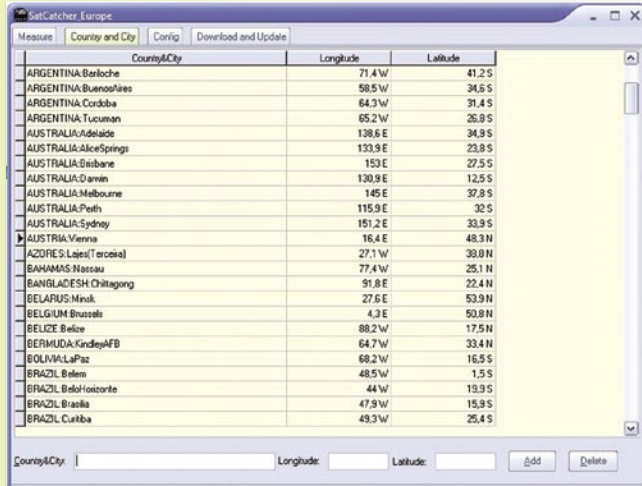 SatCatcher_Europe
Measure Country and City Config Download and Update
Country&City Longitude Latitude
ARGENTINA:Bariloche 71,4 W 41,2 S
ARGENTINA:BuenosAires 58,5 W 34,6 S
ARGENTINA:Cordoba 64,3 W 31,4 S
ARGENTINA:Tucuman 65,2 W 26,8 S
AUSTRALIA:Adelaide 138,6 E 34,9 S
AUSTRALIA:AliceSprings 133,9 E 23,8 S
AUSTRALIA:Brisbane 153 E 27,5 S
AUSTRALIA:Darwin 130,9 E 12,5 S
AUSTRALIA:Melbourne 145 E 37,8 S
AUSTRALIA:Perth 115,9 E 32 S
AUSTRALIA:Sydney 151,2 E 33,9 S
AUSTRIA:Vienna 16,4 E 48,3 N
AZORES:Lajes(Terceira) 27,1 W 38,8 N
BAHAMAS:Nassau 77,4 W 25,1 N
BANGLADESH:Chittagong 91,8 E 22,4 N
BELARUS:Minsk 27,6 E 53,9 N
BELGIUM:Brussels 4,3 E 50,8 N
BELIZE:Belize 88,2 W 17,5 N
BERMUDA:KindleyAFB 64,7 W 33,4 N
BOLIVIA:LaPaz 68,2 W 16,5 S
BRAZIL:Belem 48,5 W 1,5 S
BRAZIL:BeloHorizonte 44 W 19,9 S
BRAZIL:Brasilia 47,9 W 15,9 S
BRAZIL:Curitiba 49,3 W 25,4 S
Country&City: Longitude: Latitude: Add Delete